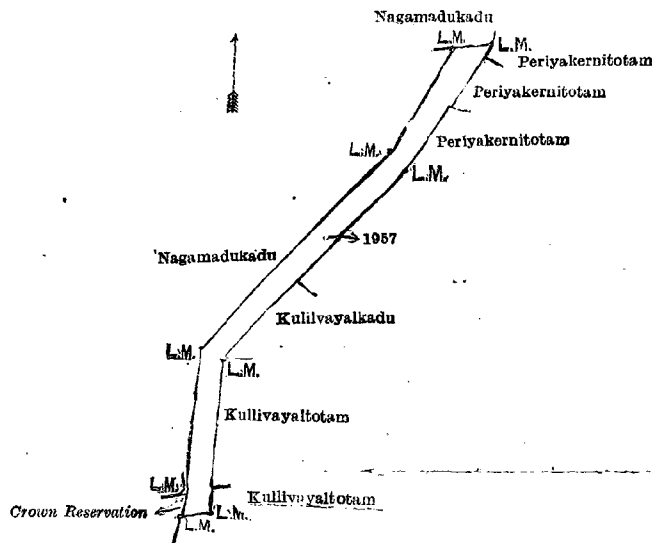 Nagamadukadu
L.M.
L.M.
Periyakernitotam
Periyakernitotam
Periyakernitotam
L.M.
L.M.
1957
Nagamadukadu
Kulilvayalkadu
L.M.
L.M.
Kullivayaltotam
L.M.
Kullivayaltotam
Crown Reservation
L.M.
L.M.